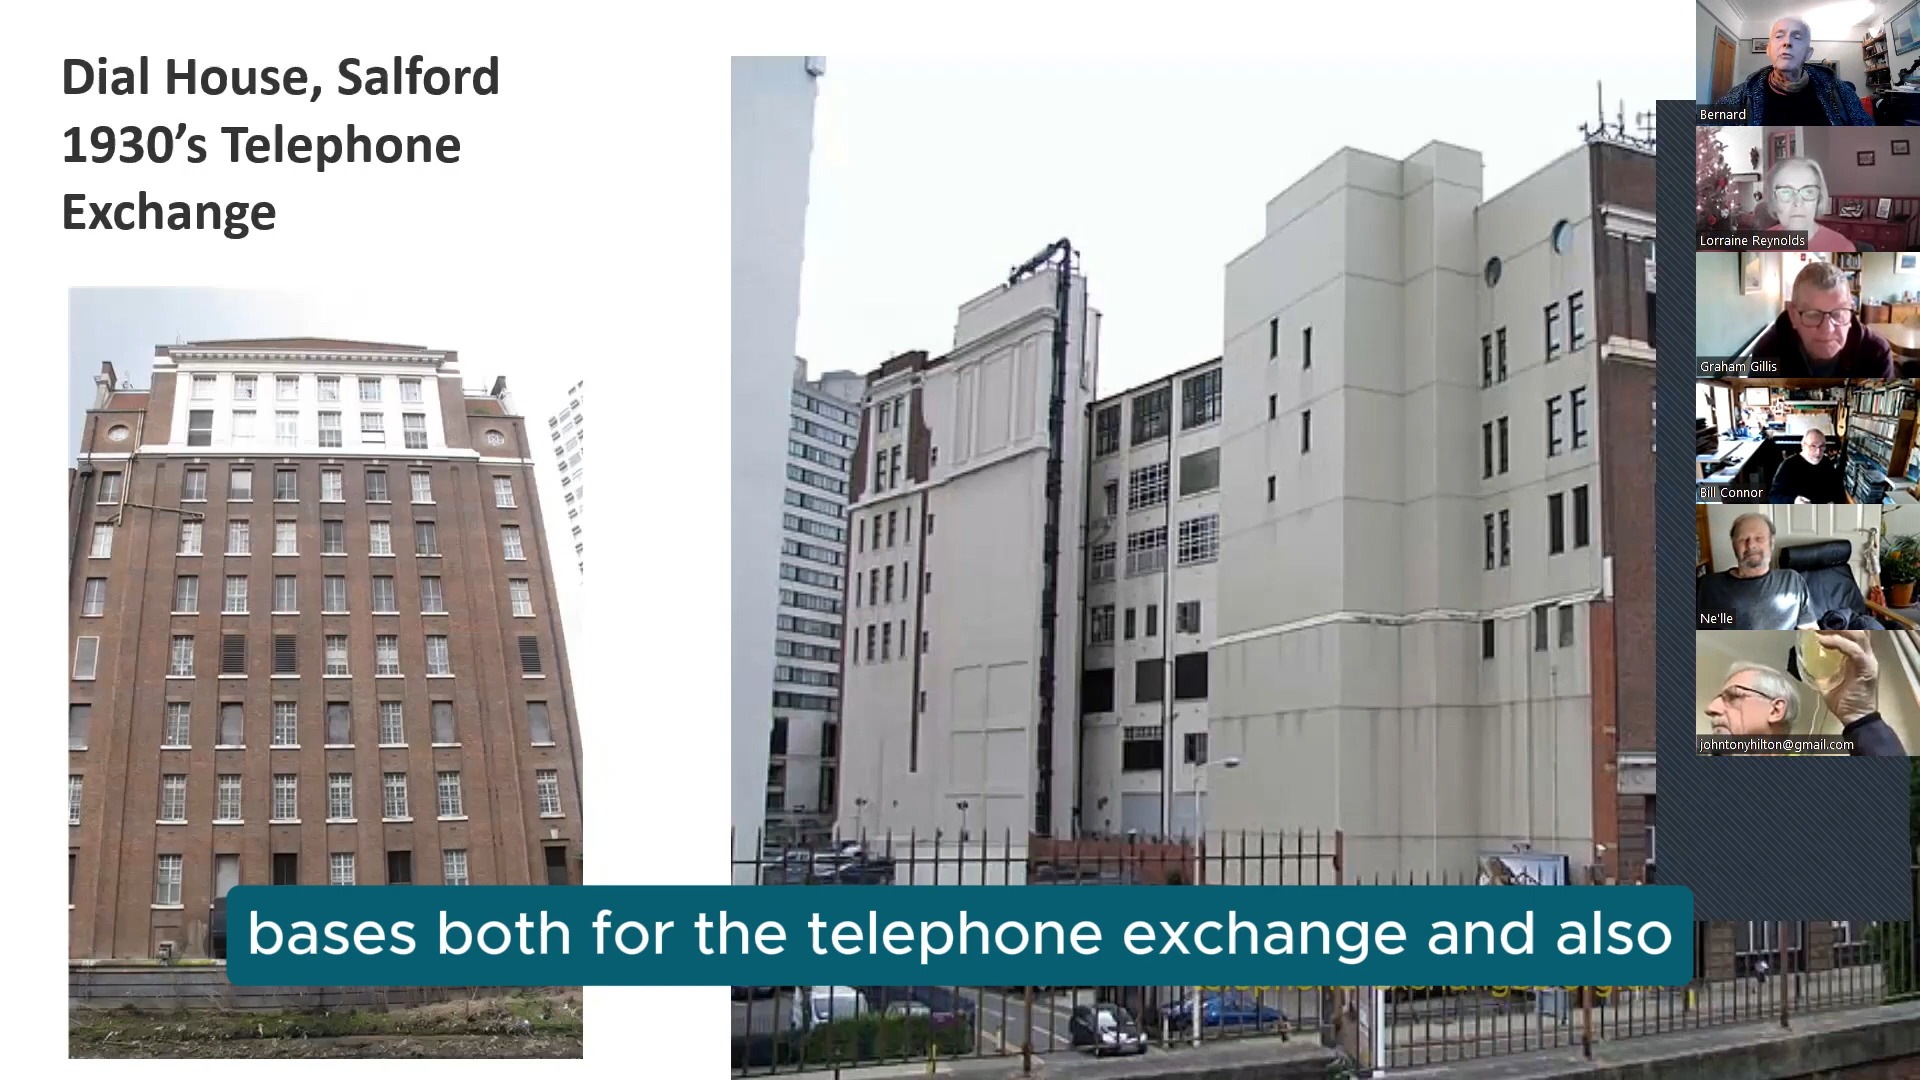 Dial House, Salford
1930’s Telephone
Exchange
bases both for the telephone exchange and also
Bernard
Lorraine Reynolds
Graham Gillis
Bill Connor
Ne'lle
johntonyhilton@gmail.com